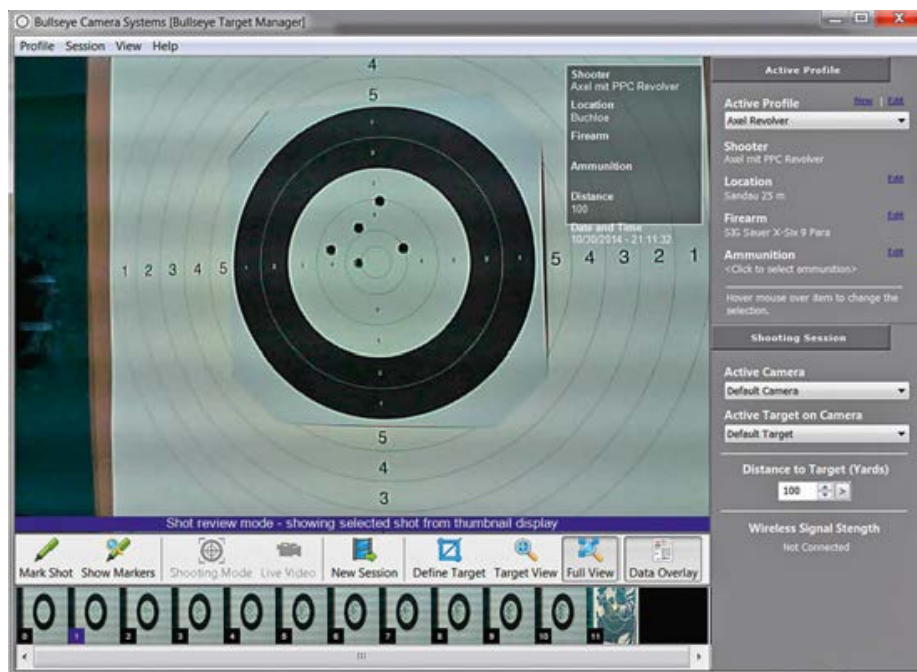 Bullseye Camera Systems [Bullseye Target Manager]
Profile Session View Help
Active Profile
Active Profile New | Edit
Axel Revolver
Shooter
Axel mit PPC Revolver
Location Edit
Sandau 25 m
Firearm Edit
SIG Sauer X-Six 9 Para
Ammunition Edit
<Click to select ammunition>
Hover mouse over item to change the
selection.
Shooting Session
Active Camera
Default Camera
Active Target on Camera
Default Target
Distance to Target (Yards)
100 >
Wireless Signal Stength
Not Connected
Shooter
Axel mit PPC Revolver
Location
Buchloe
Firearm
Ammunition
Distance
100
Date and Time
10/30/2014 - 21:11:32
4
5
1 2 3 4 5
5 4 3 2 1
5
4
3
Shot review mode - showing selected shot from thumbnail display
Mark Shot Show Markers Shooting Mode Live Video New Session Define Target Target View Full View Data Overlay
0 1 2 3 4 5 6 7 8 9 10 11